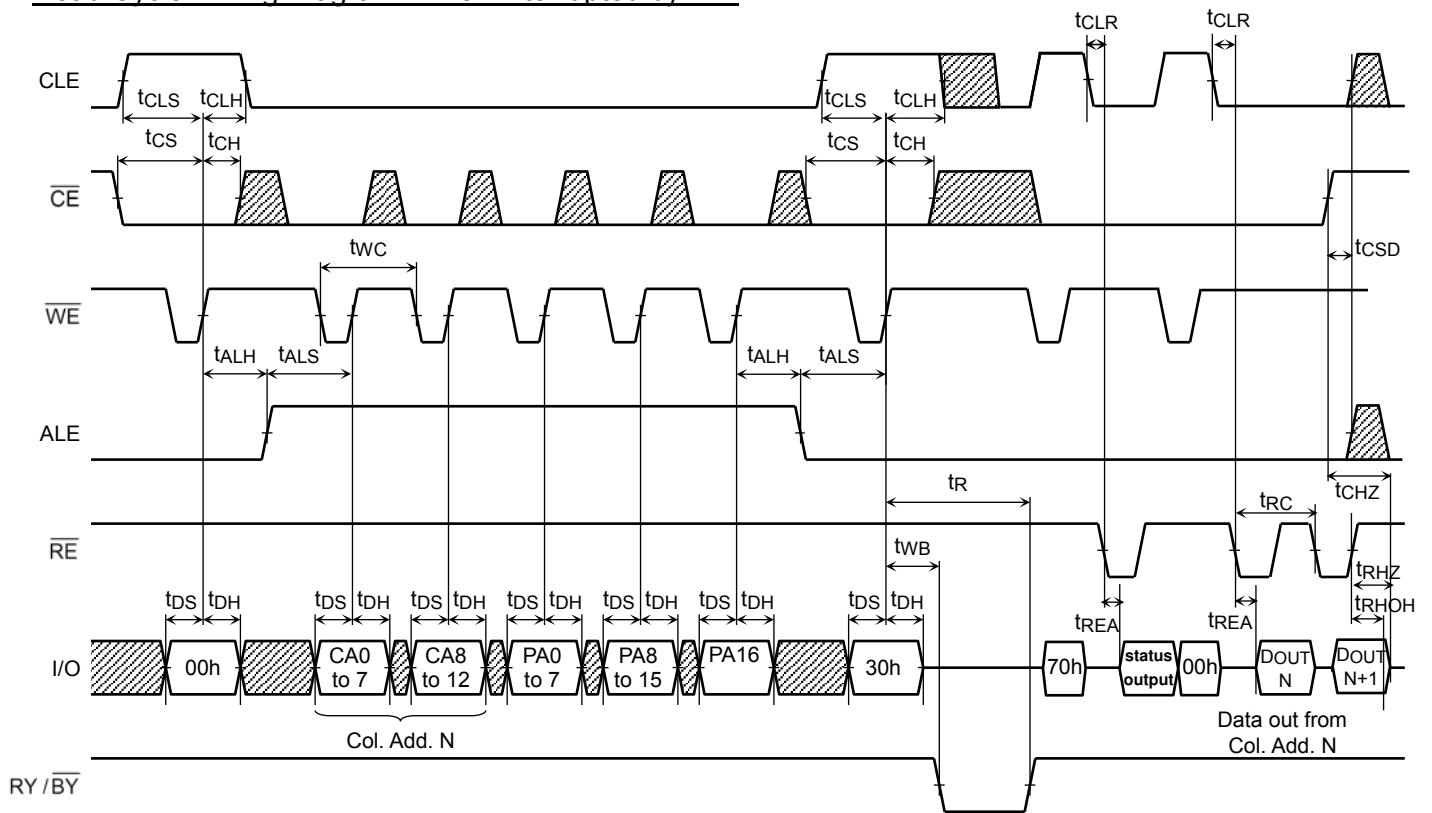 tCLR
tCLR
CLE
tCLS
tCLH
tCLS
tCLH
tCS
tCH
tCS
tCH
CE
tCSD
tWC
WE
tALH
tALS
tALH
tALS
ALE
tR
tCHZ
tRC
RE
tWB
tRHZ
tDS
tDH
tDS
tDH
tDS
tDH
tDS
tDH
tDS
tDH
tDS
tDH
tDS
tDH
tRHOH
tREA
tREA
I/O
00h
CA0
to 7
CA8
to 12
PA0
to 7
PA8
to 15
PA16
30h
70h
status
output
00h
DOUT
N
DOUT
N+1
Col. Add. N
Data out from
Col. Add. N
RY / BY